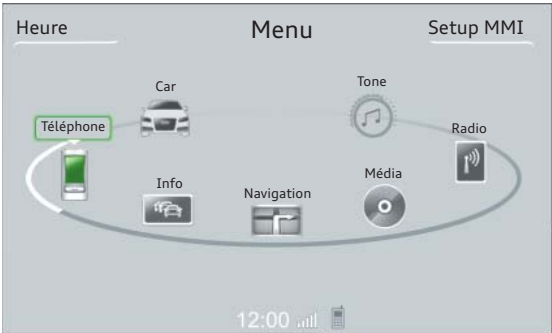 Heure Menu Setup MMI
Car Tone
Téléphone Radio
Info Média
Navigation
12:00